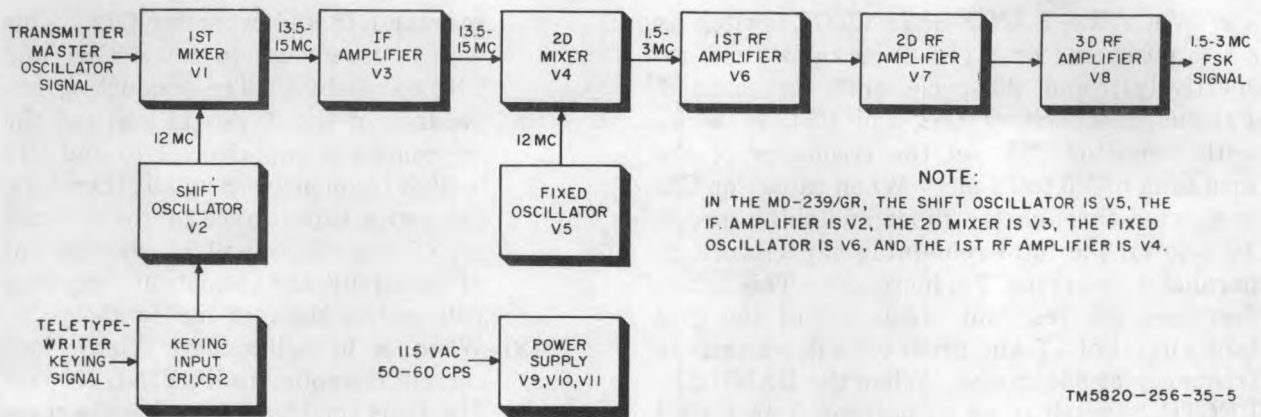 TRANSMITTER
MASTER
OSCILLATOR
SIGNAL
1ST
MIXER
V1
13.5-
15 MC
IF
AMPLIFIER
V3
13.5-
15 MC
2D
MIXER
V4
1.5-
3 MC
1ST RF
AMPLIFIER
V6
2D RF
AMPLIFIER
V7
3D RF
AMPLIFIER
V8
1.5-3 MC
FSK
SIGNAL
12 MC
12 MC
SHIFT
OSCILLATOR
V2
FIXED
OSCILLATOR
V5
NOTE:
IN THE MD-239/GR, THE SHIFT OSCILLATOR IS V5, THE
IF AMPLIFIER IS V2, THE 2D MIXER IS V3, THE FIXED
OSCILLATOR IS V6, AND THE 1ST RF AMPLIFIER IS V4.
TELETYPE-
WRITER
KEYING
SIGNAL
KEYING
INPUT
CR1,CR2
115 VAC
50-60 CPS
POWER
SUPPLY
V9,V10,V11
TM5820-256-35-5